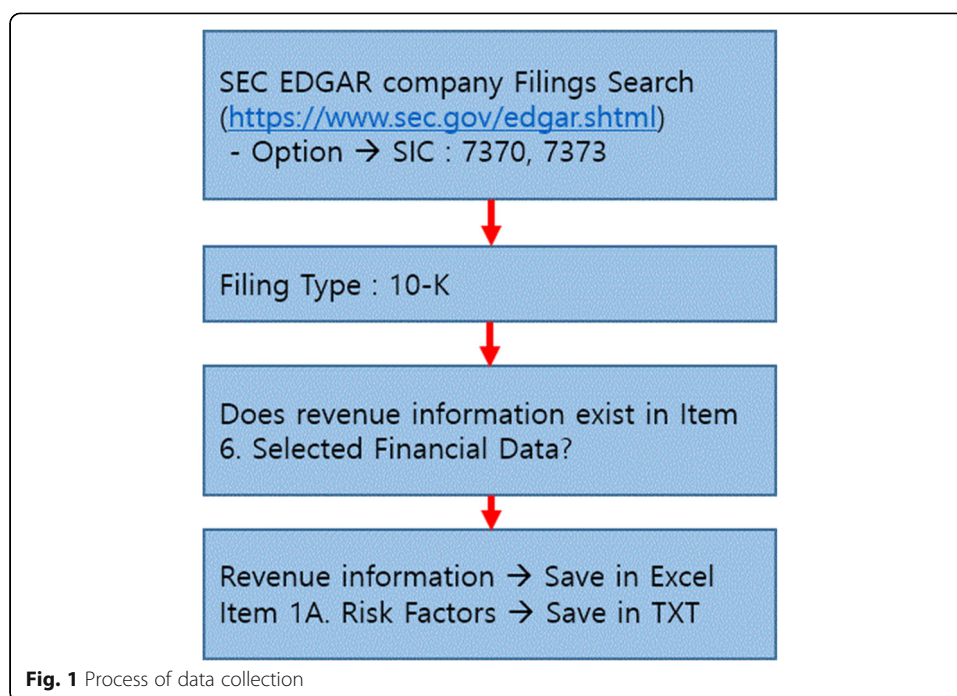 SEC EDGAR company Filings Search
(https://www.sec.gov/edgar.shtml)
- Option → SIC : 7370, 7373
Filing Type : 10-K
Does revenue information exist in Item
6. Selected Financial Data?
Revenue information → Save in Excel
Item 1A. Risk Factors → Save in TXT
Fig. 1 Process of data collection